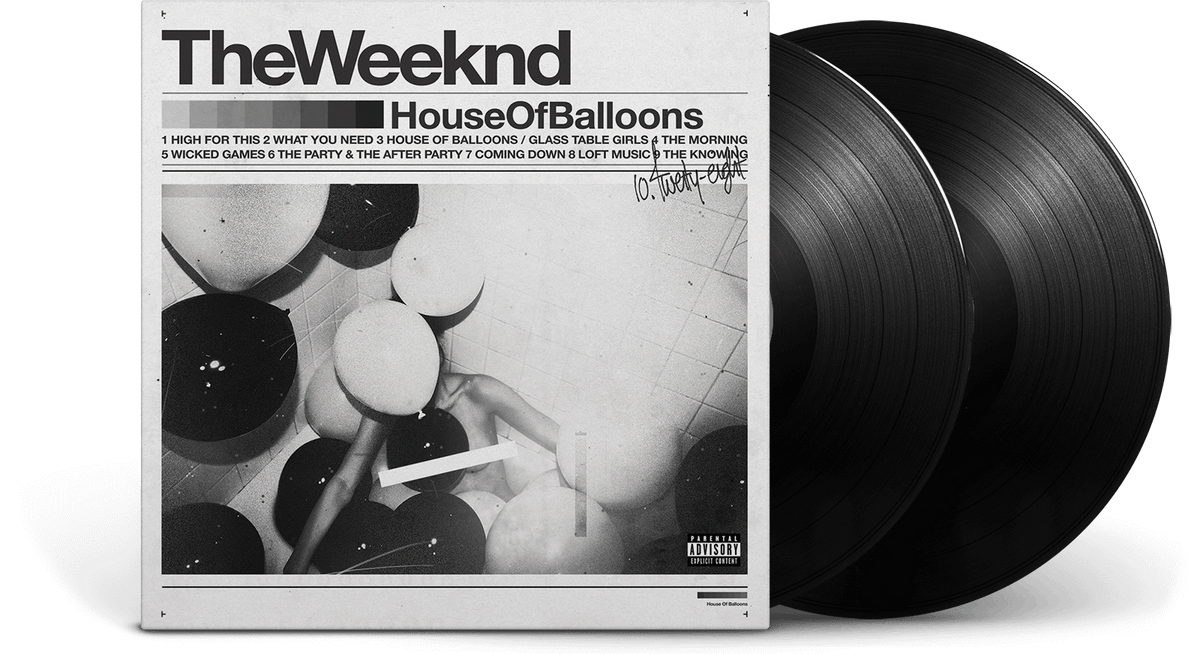 TheWeeknd
HouseOfBalloons
1 HIGH FOR THIS 2 WHAT YOU NEED 3 HOUSE OF BALLOONS / GLASS TABLE GIRLS 4 THE MORNING
5 WICKED GAMES 6 THE PARTY & THE AFTER PARTY 7 COMING DOWN 8 LOFT MUSIC 9 THE KNOWING
10. twenty-eight
PARENTAL
ADVISORY
EXPLICIT CONTENT
House Of Balloons